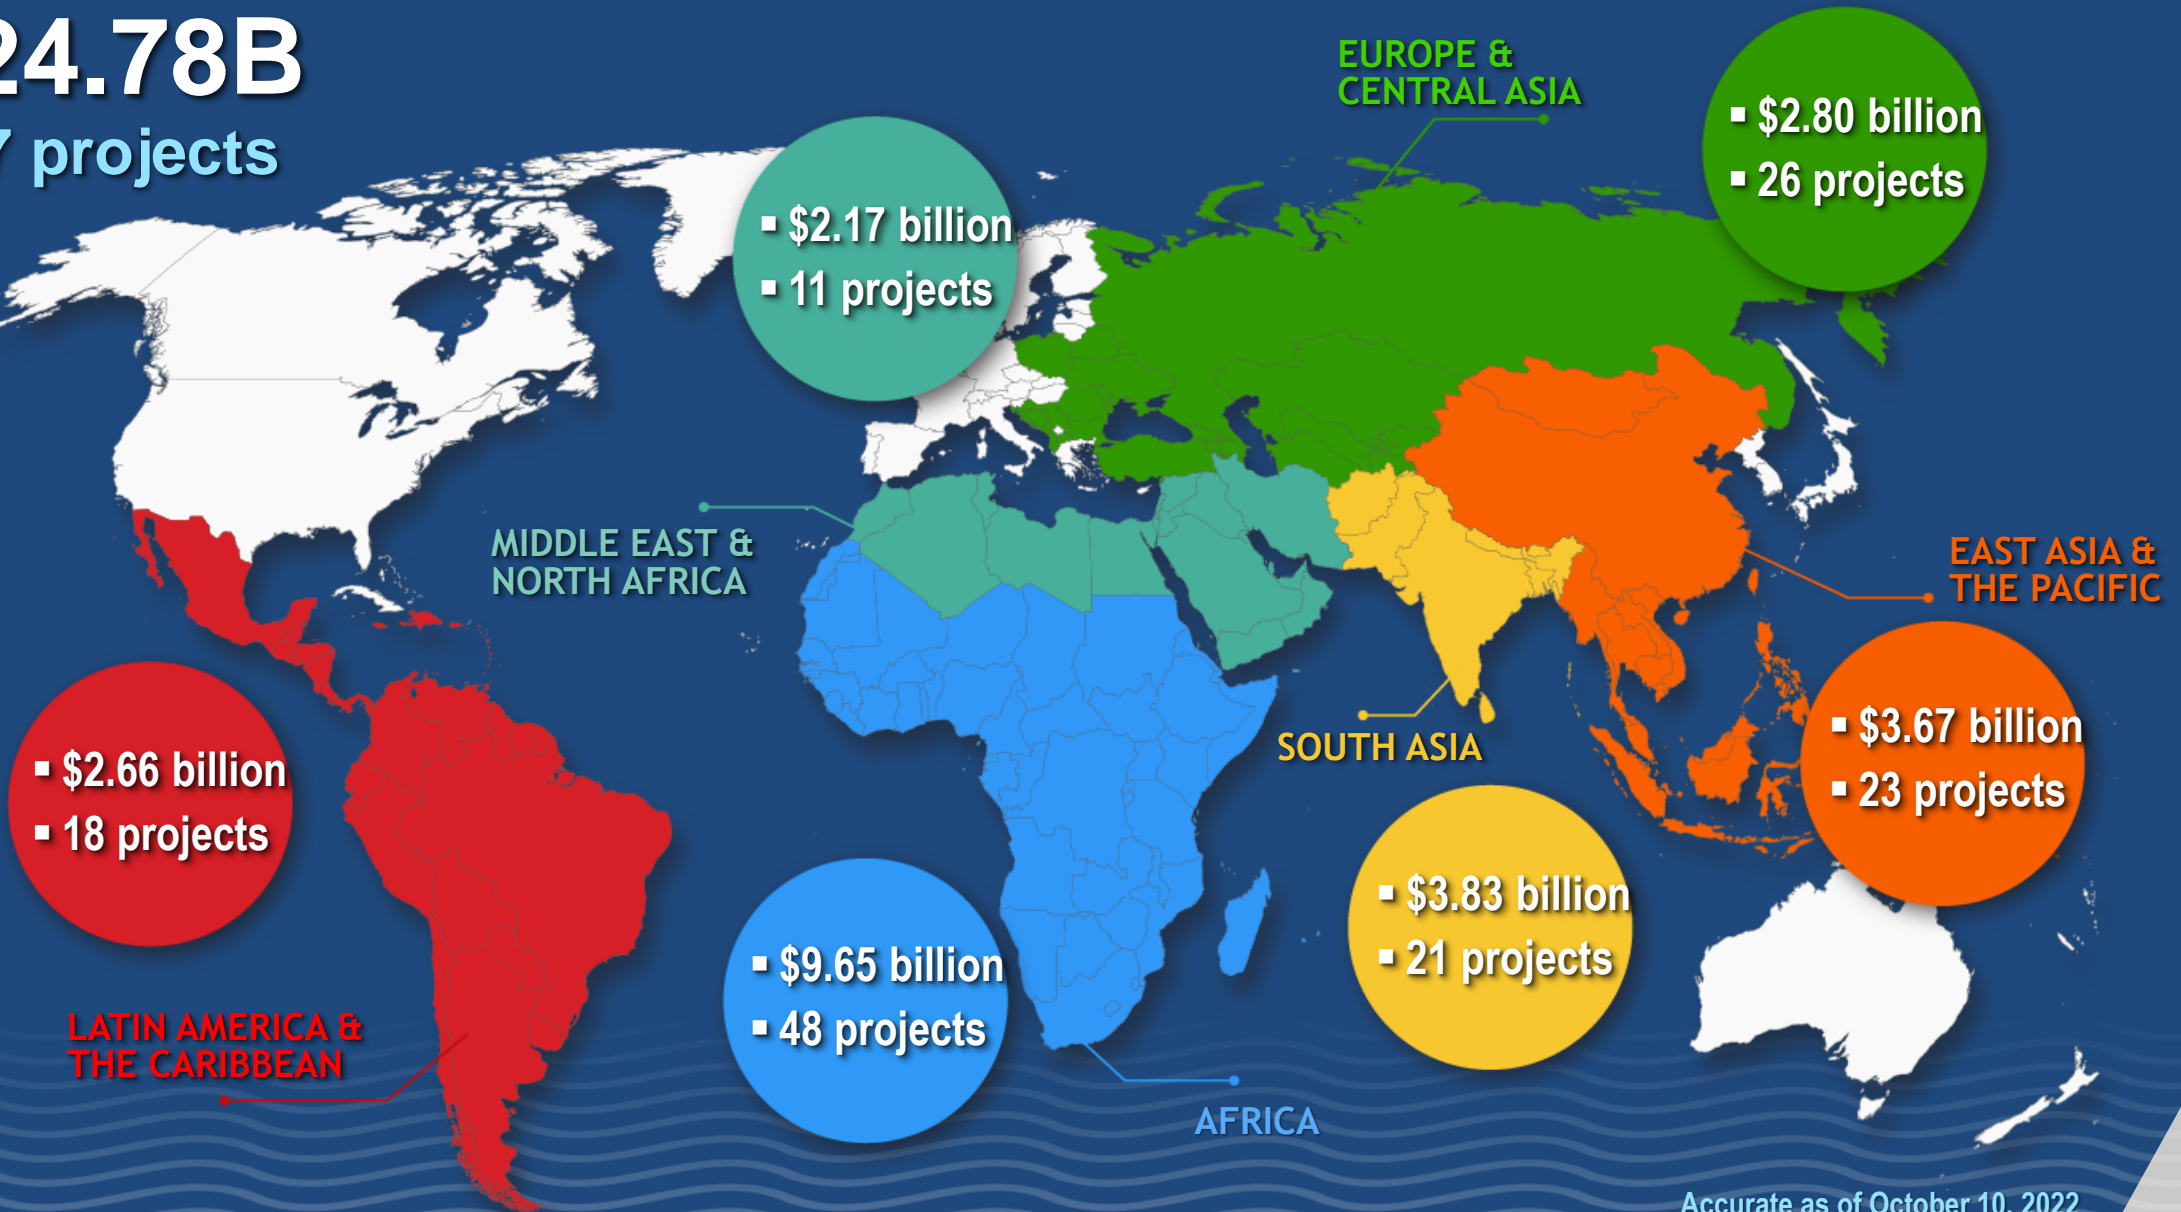 24.78B
7 projects
EUROPE &
CENTRAL ASIA
▪ $2.80 billion
▪ 26 projects
▪ $2.17 billion
▪ 11 projects
MIDDLE EAST &
NORTH AFRICA
EAST ASIA &
THE PACIFIC
▪ $3.67 billion
▪ 23 projects
▪ $2.66 billion
▪ 18 projects
SOUTH ASIA
▪ $3.83 billion
▪ 21 projects
▪ $9.65 billion
▪ 48 projects
LATIN AMERICA &
THE CARIBBEAN
AFRICA
Accurate as of October 10, 2022